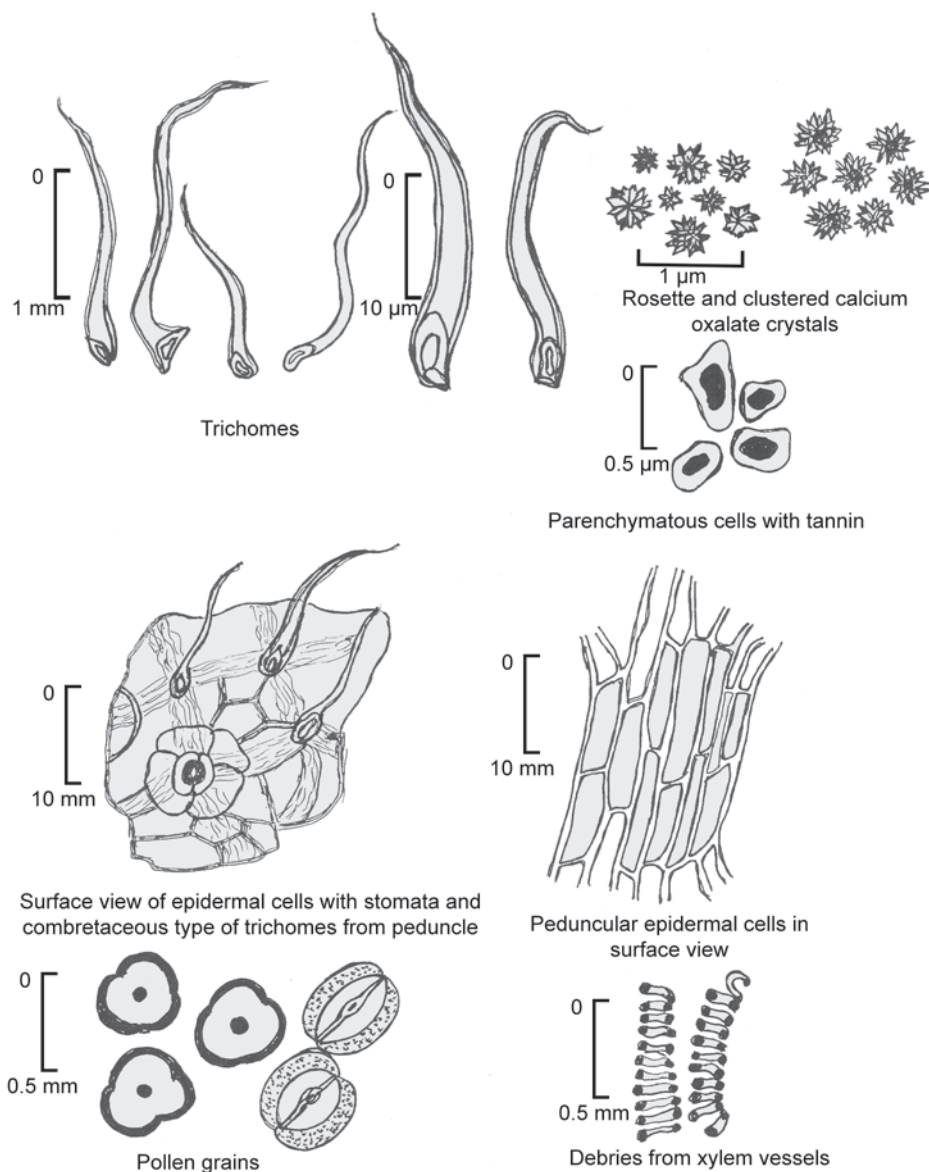 0
1 mm
0
10 µm
1 µm
Rosette and clustered calcium
oxalate crystals
Trichomes
0
0.5 µm
Parenchymatous cells with tannin
0
10 mm
Surface view of epidermal cells with stomata and
combretaceous type of trichomes from peduncle
0
10 mm
Peduncular epidermal cells in
surface view
0
0.5 mm
Pollen grains
0
0.5 mm
Debries from xylem vessels